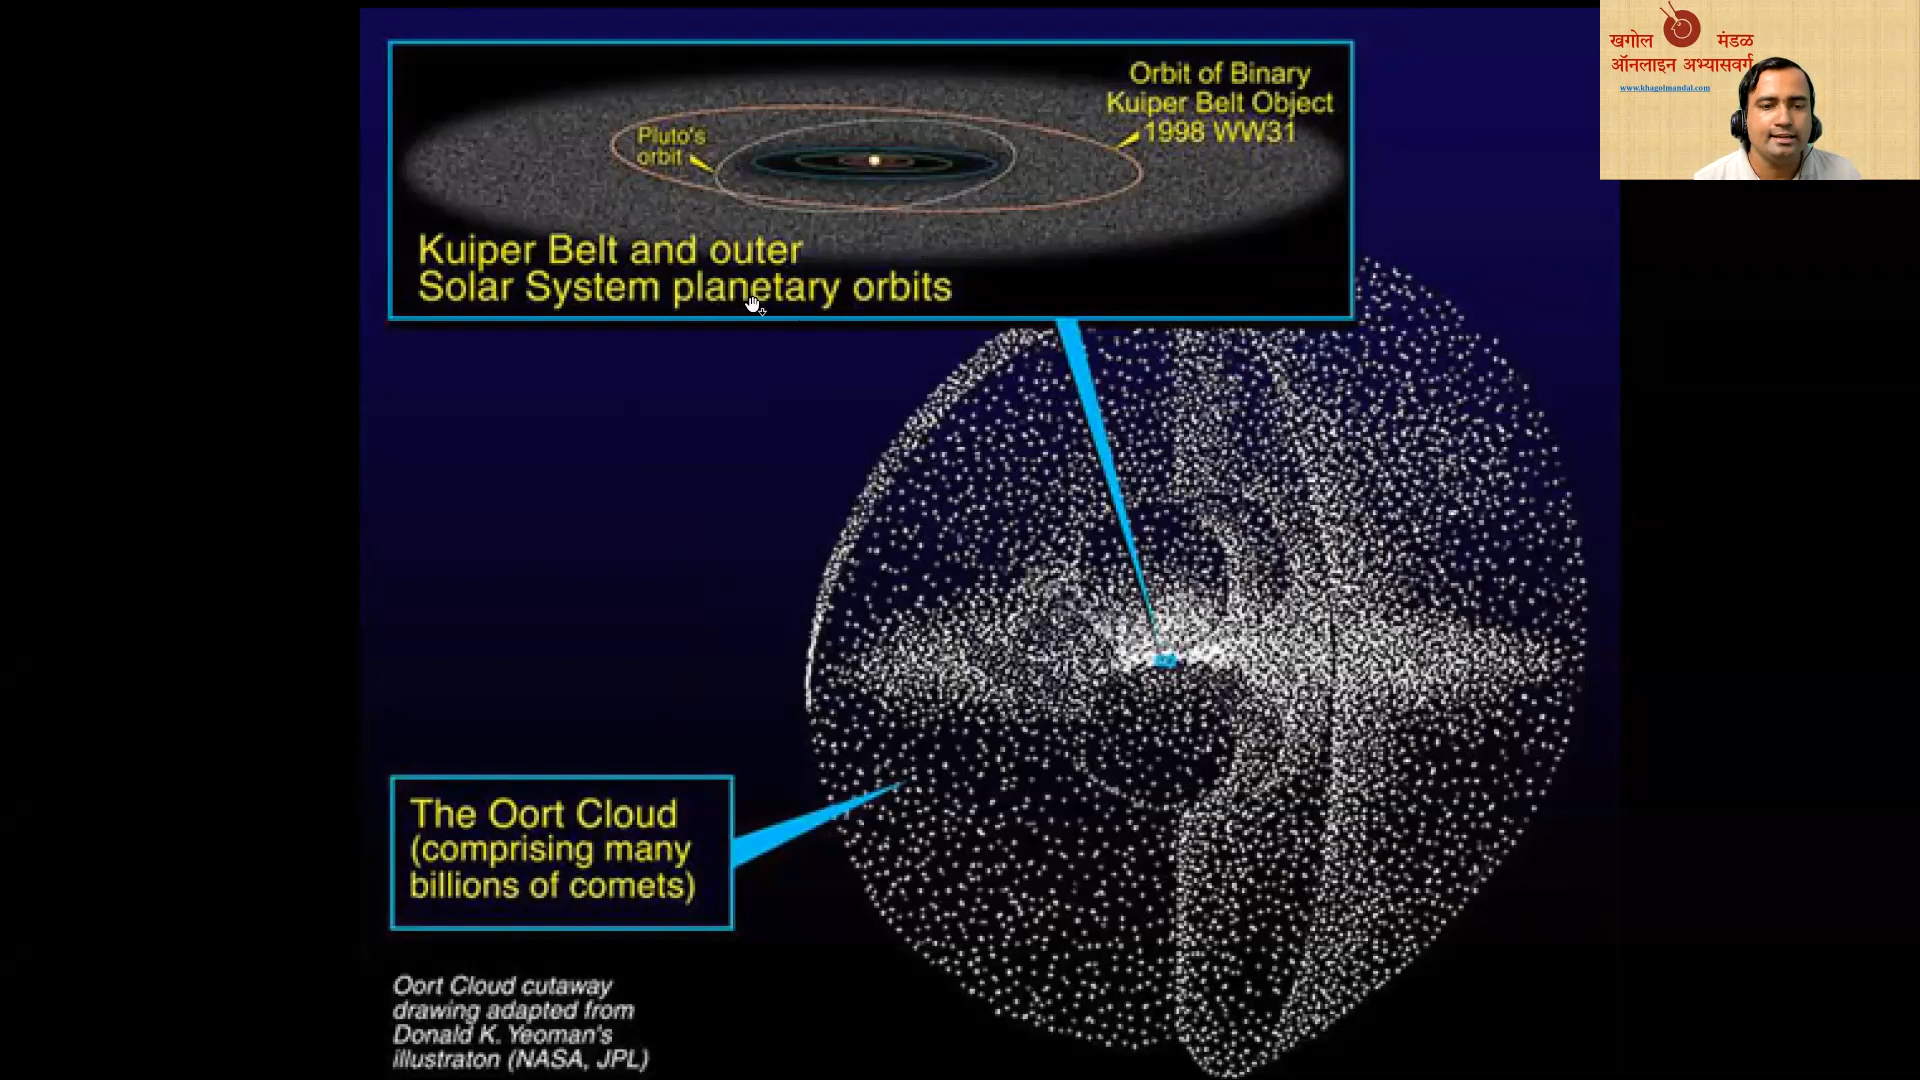 Orbit of Binary
Kuiper Belt Object
1998 WW31
Pluto's
orbit
Kuiper Belt and outer
Solar System planetary orbits
The Oort Cloud
(comprising many
billions of comets)
Oort Cloud cutaway
drawing adapted from
Donald K. Yeoman's
illustraton (NASA, JPL)
खगोल मंडळ
ऑनलाइन अभ्यासवर्ग
www.khagolmandal.com